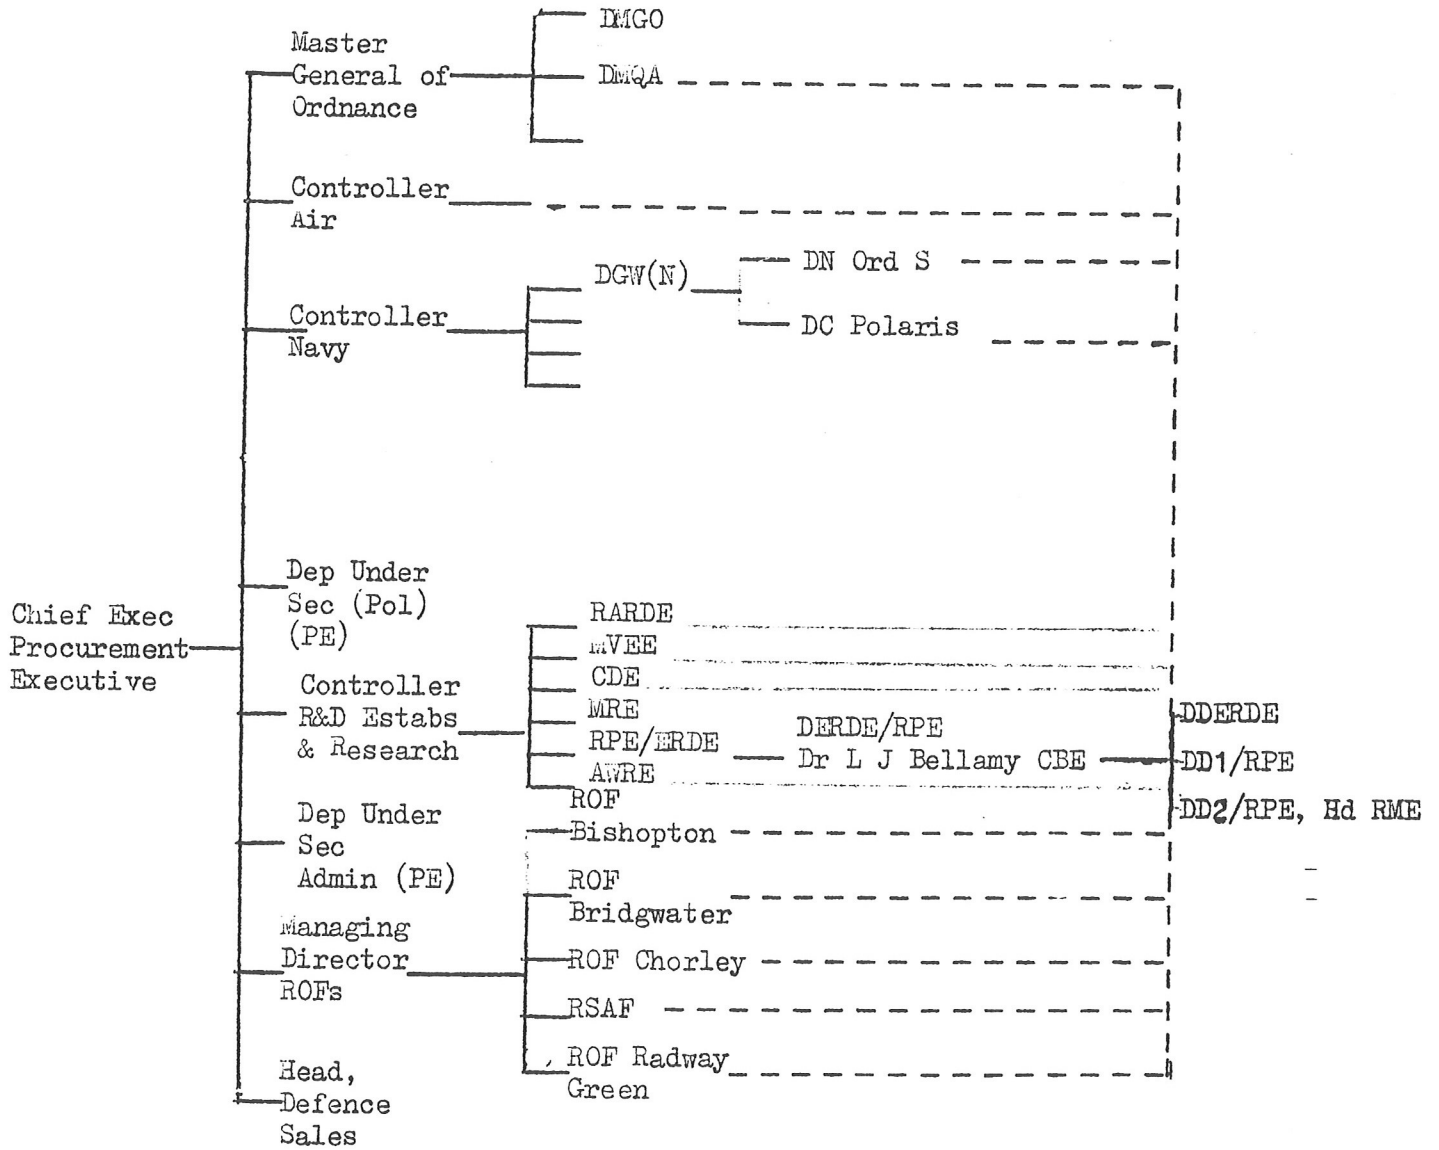 DMGO
Master
General of
Ordnance
DMQA
Controller
Air
DGW(N)
DN Ord S
Controller
Navy
DC Polaris
Dep Under
Sec (Pol)
(PE)
Chief Exec
Procurement
Executive
Controller
R&D Estabs
& Research
RARDE
MVEE
CDE
MRE
RPE/ERDE
AWRE
DERDE/RPE
Dr L J Bellamy CBE
DDERDE
DD1/RPE
DD2/RPE, Hd RME
Dep Under
Sec
Admin (PE)
ROF
Bishopton
ROF
Bridgwater
Managing
Director
ROFs
ROF Chorley
RSAF
ROF Radway
Green
Head,
Defence
Sales